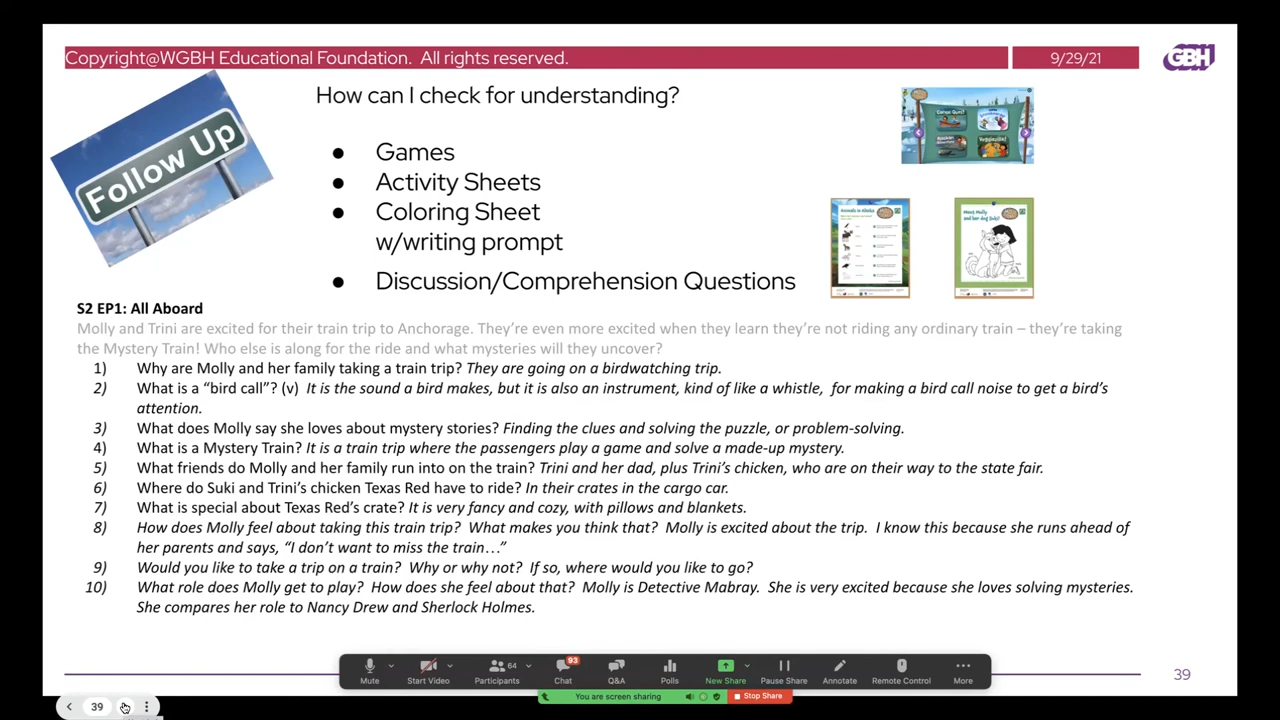 Copyright@WGBH Educational Foundation.  All rights reserved.
9/29/21
GBH
Follow Up
How can I check for understanding?
● Games
● Activity Sheets
● Coloring Sheet
w/writing prompt
● Discussion/Comprehension Questions
Animals in Alaska
Meet Molly
and her dog Suki!
S2 EP1: All Aboard
Molly and Trini are excited for their train trip to Anchorage. They're even more excited when they learn they're not riding any ordinary train – they're taking
the Mystery Train! Who else is along for the ride and what mysteries will they uncover?
1) Why are Molly and her family taking a train trip? They are going on a birdwatching trip.
2) What is a “bird call”? (v)  It is the sound a bird makes, but it is also an instrument, kind of like a whistle,  for making a bird call noise to get a bird's
attention.
3) What does Molly say she loves about mystery stories? Finding the clues and solving the puzzle, or problem-solving.
4) What is a Mystery Train? It is a train trip where the passengers play a game and solve a made-up mystery.
5) What friends do Molly and her family run into on the train? Trini and her dad, plus Trini's chicken, who are on their way to the state fair.
6) Where do Suki and Trini's chicken Texas Red have to ride? In their crates in the cargo car.
7) What is special about Texas Red's crate? It is very fancy and cozy, with pillows and blankets.
8) How does Molly feel about taking this train trip?  What makes you think that?  Molly is excited about the trip.  I know this because she runs ahead of
her parents and says, “I don't want to miss the train…”
9) Would you like to take a trip on a train?  Why or why not?  If so, where would you like to go?
10) What role does Molly get to play?  How does she feel about that?  Molly is Detective Mabray.  She is very excited because she loves solving mysteries.
She compares her role to Nancy Drew and Sherlock Holmes.
39
64
93
Mute
Start Video
Participants
Chat
Q&A
Polls
New Share
Pause Share
Annotate
Remote Control
More
You are screen sharing
Stop Share
39